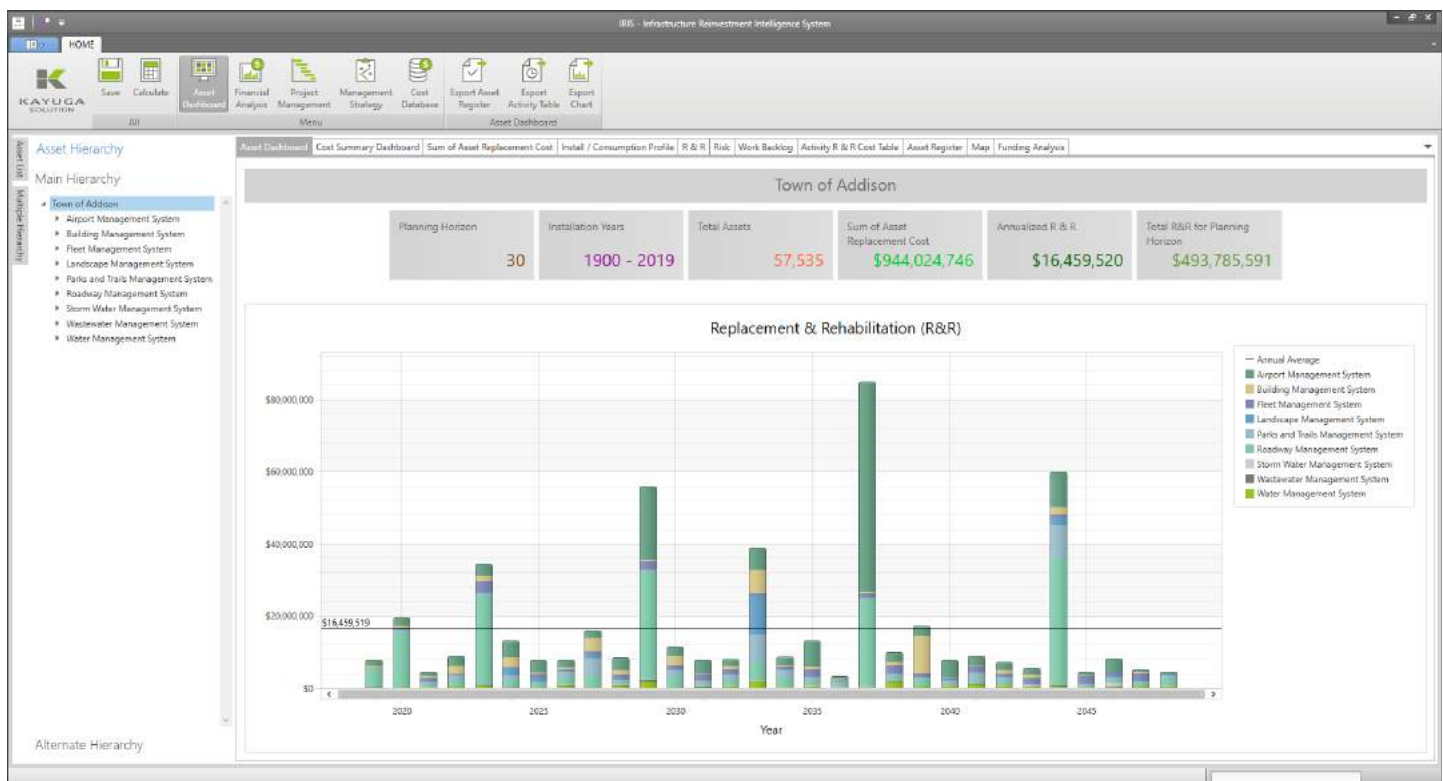 IRIS - Infrastructure Reinvestment Intelligence System
HOME
KAYUGA
SOLUTION
Save
Calculate
Asset Dashboard
Financial Analysis
Project Management
Management Strategy
Cost Database
Export Asset Register
Export Activity Table
Export Chart
All
Menu
Asset Dashboard
Asset List
Multiple Hierarchy
Asset Hierarchy
Main Hierarchy
Town of Addison
Airport Management System
Building Management System
Fleet Management System
Landscape Management System
Parks and Trails Management System
Roadway Management System
Storm Water Management System
Wastewater Management System
Water Management System
Alternate Hierarchy
Asset Dashboard
Cost Summary Dashboard
Sum of Asset Replacement Cost
Install / Consumption Profile
R & R
Risk
Work Backlog
Activity R & R Cost Table
Asset Register
Map
Funding Analysis
Town of Addison
Planning Horizon
30
Installation Years
1900 - 2019
Total Assets
57,535
Sum of Asset
Replacement Cost
$944,024,746
Annualized R & R
$16,459,520
Total R&R for Planning
Horizon
$493,785,591
Replacement & Rehabilitation (R&R)
$80,000,000
$60,000,000
$40,000,000
$20,000,000
$0
$16,459,519
2020
2025
2030
2035
2040
2045
Year
Annual Average
Airport Management System
Building Management System
Fleet Management System
Landscape Management System
Parks and Trails Management System
Roadway Management System
Storm Water Management System
Wastewater Management System
Water Management System